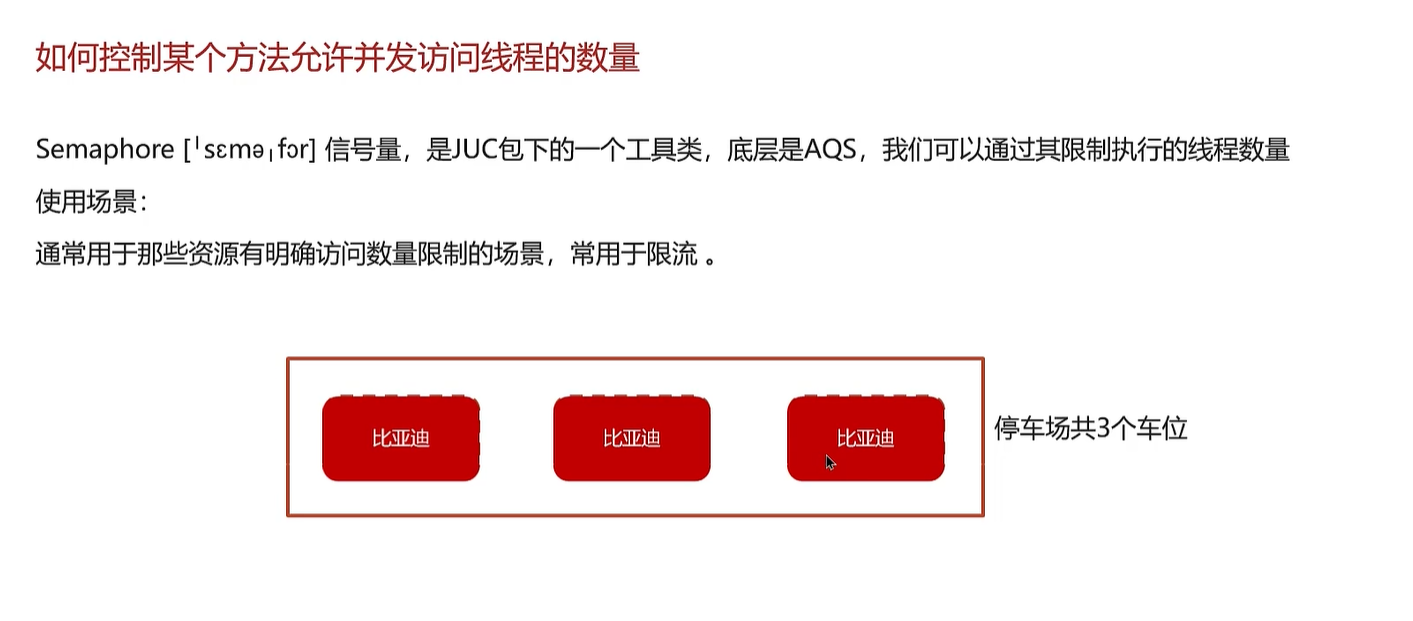 如何控制某个方法允许并发访问线程的数量
Semaphore [ˈsɛməˌfɔr] 信号量，是JUC包下的一个工具类，底层是AQS，我们可以通过其限制执行的线程数量
使用场景：
通常用于那些资源有明确访问数量限制的场景，常用于限流 。
比亚迪 比亚迪 比亚迪
停车场共3个车位